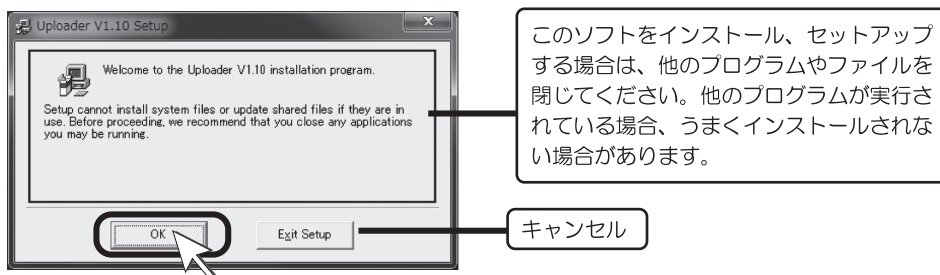 Uploader V1.10 Setup
Welcome to the Uploader V1.10 installation program.
Setup cannot install system files or update shared files if they are in
use. Before proceeding, we recommend that you close any applications
you may be running.
OK
Exit Setup
このソフトをインストール、セットアップ
する場合は、他のプログラムやファイルを
閉じてください。他のプログラムが実行さ
れている場合、うまくインストールされな
い場合があります。
キャンセル